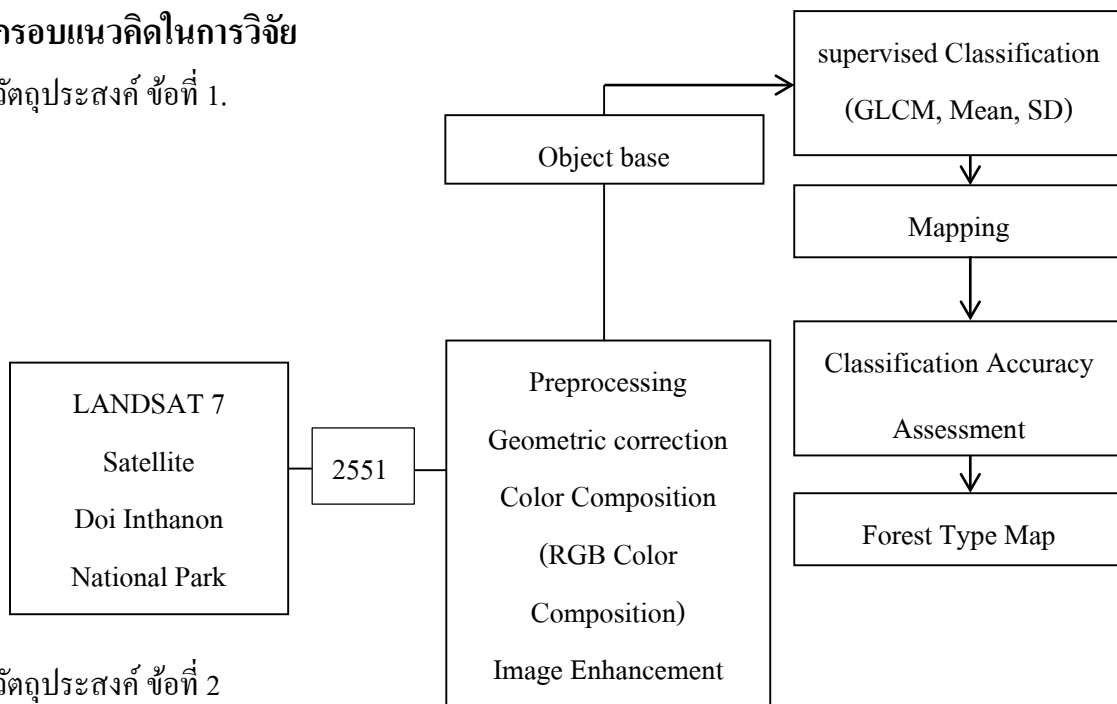 กรอบแนวคิดในการวิจัย
วัตถุประสงค์ ข้อที่ 1.
supervised Classification
(GLCM, Mean, SD)
Object base
Mapping
Classification Accuracy
Assessment
Forest Type Map
LANDSAT 7
Satellite
Doi Inthanon
National Park
2551
Preprocessing
Geometric correction
Color Composition
(RGB Color
Composition)
Image Enhancement
วัตถุประสงค์ ข้อที่ 2